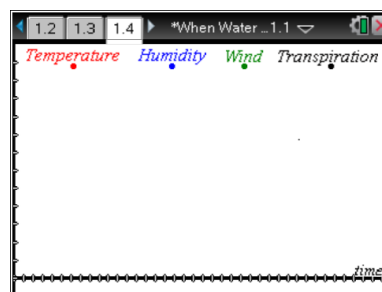 1.2 1.3 1.4 *When Water ...1.1
Temperature Humidity Wind Transpiration
time